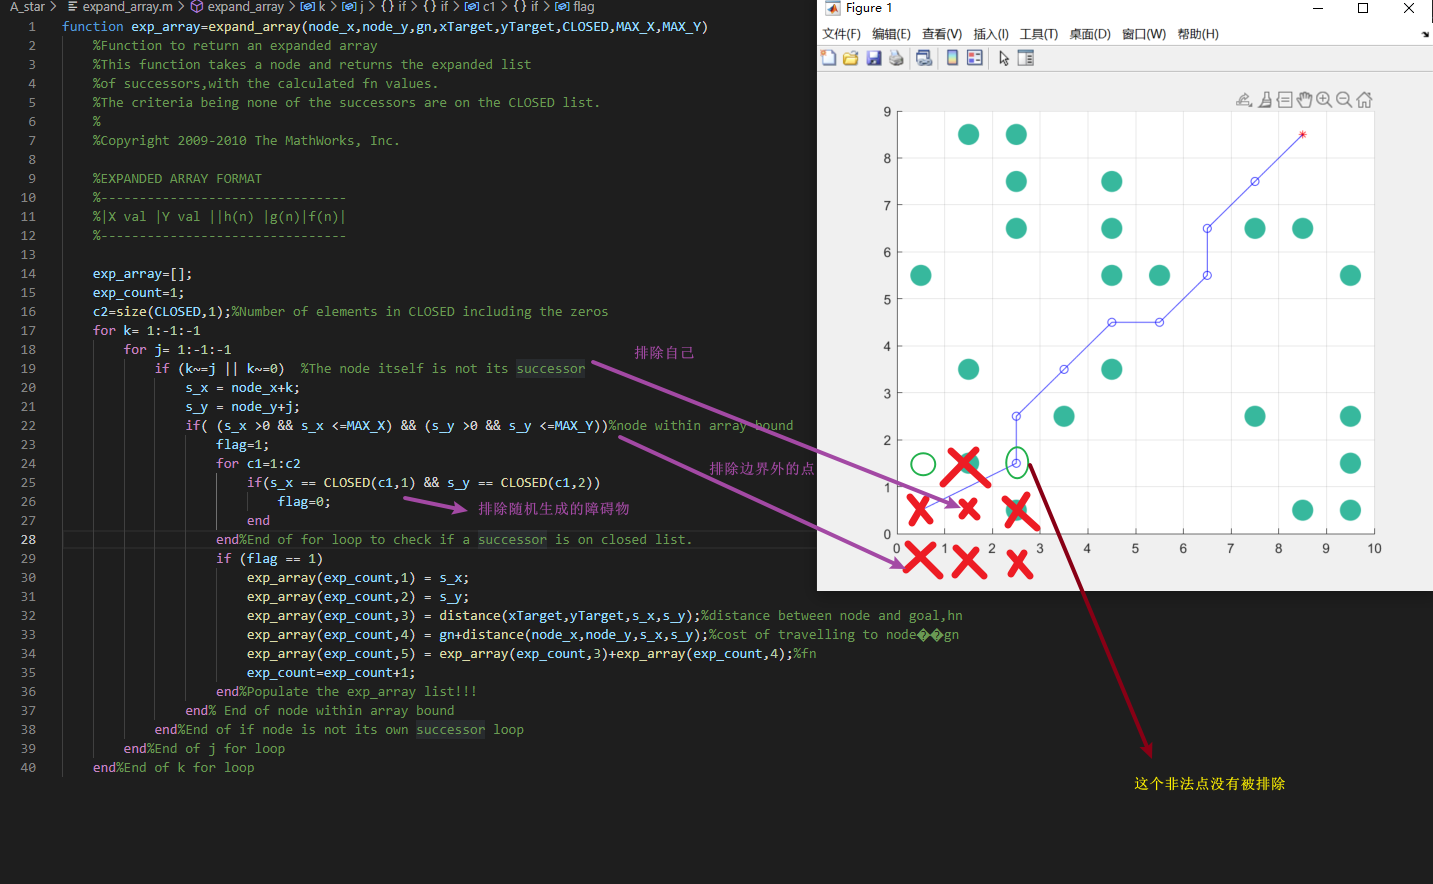 A_star > expand_array.m > expand_array > k > j > if > if > c1 > if > flag
1 function exp_array=expand_array(node_x,node_y,gn,xTarget,yTarget,CLOSED,MAX_X,MAX_Y)
2 %Function to return an expanded array
3 %This function takes a node and returns the expanded list
4 %of successors,with the calculated fn values.
5 %The criteria being none of the successors are on the CLOSED list.
6 %
7 %Copyright 2009-2010 The MathWorks, Inc.
8
9 %EXPANDED ARRAY FORMAT
10 %--------------------------------
11 %|X val |Y val ||h(n) |g(n)|f(n)|
12 %--------------------------------
13
14 exp_array=[];
15 exp_count=1;
16 c2=size(CLOSED,1);%Number of elements in CLOSED including the zeros
17 for k= 1:-1:-1
18 for j= 1:-1:-1
19 if (k~=j || k~=0)  %The node itself is not its successor
20 s_x = node_x+k;
21 s_y = node_y+j;
22 if( (s_x >0 && s_x <=MAX_X) && (s_y >0 && s_y <=MAX_Y))%node within array bound
23 flag=1;
24 for c1=1:c2
25 if(s_x == CLOSED(c1,1) && s_y == CLOSED(c1,2))
26 flag=0;
27 end
28 end%End of for loop to check if a successor is on closed list.
29 if (flag == 1)
30 exp_array(exp_count,1) = s_x;
31 exp_array(exp_count,2) = s_y;
32 exp_array(exp_count,3) = distance(xTarget,yTarget,s_x,s_y);%distance between node and goal,hn
33 exp_array(exp_count,4) = gn+distance(node_x,node_y,s_x,s_y);%cost of travelling to node��gn
34 exp_array(exp_count,5) = exp_array(exp_count,3)+exp_array(exp_count,4);%fn
35 exp_count=exp_count+1;
36 end%Populate the exp_array list!!!
37 end% End of node within array bound
38 end%End of if node is not its own successor loop
39 end%End of j for loop
40 end%End of k for loop
排除自己
排除边界外的点
排除随机生成的障碍物
这个非法点没有被排除
Figure 1
文件(F) 编辑(E) 查看(V) 插入(I) 工具(T) 桌面(D) 窗口(W) 帮助(H)
9
8
7
6
5
4
3
2
1
0
0 1 2 3 4 5 6 7 8 9 10